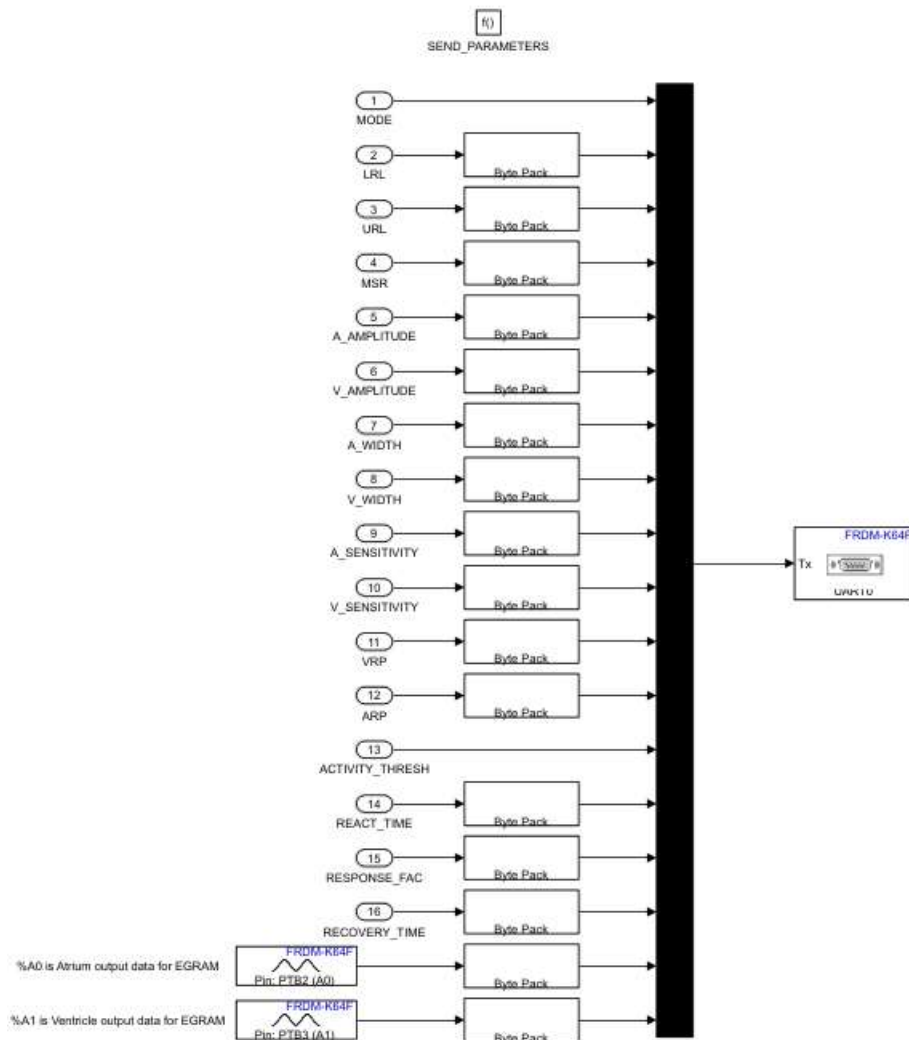 f()
SEND_PARAMETERS
1
MODE
2
LRL
Byte Pack
3
URL
Byte Pack
4
MSR
Byte Pack
5
A_AMPLITUDE
Byte Pack
6
V_AMPLITUDE
Byte Pack
7
A_WIDTH
Byte Pack
8
V_WIDTH
Byte Pack
9
A_SENSITIVITY
Byte Pack
FRDM-K64F
Tx
UART0
10
V_SENSITIVITY
Byte Pack
11
VRP
Byte Pack
12
ARP
Byte Pack
13
ACTIVITY_THRESH
14
REACT_TIME
Byte Pack
15
RESPONSE_FAC
Byte Pack
16
RECOVERY_TIME
Byte Pack
%A0 is Atrium output data for EGRAM
FRDM-K64F
Pin: PTB2 (A0)
Byte Pack
%A1 is Ventricle output data for EGRAM
FRDM-K64F
Pin: PTB3 (A1)
Byte Pack